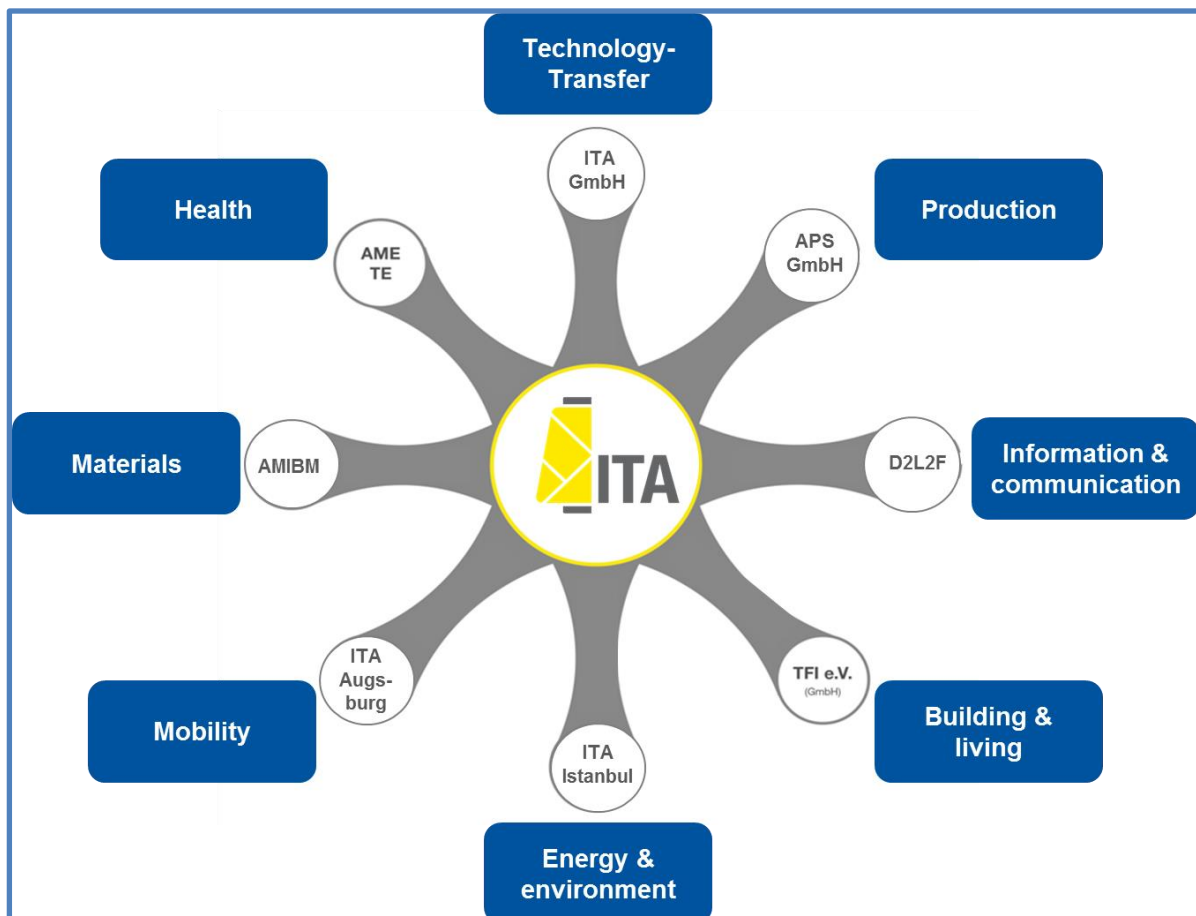 Technology-
Transfer
ITA
GmbH
Health
Production
AME
TE
APS
GmbH
Materials
AMIBM
ITA
D2L2F
Information &
communication
ITA
Augs-
burg
TFI e.V.
(GmbH)
Mobility
Building &
living
ITA
Istanbul
Energy &
environment